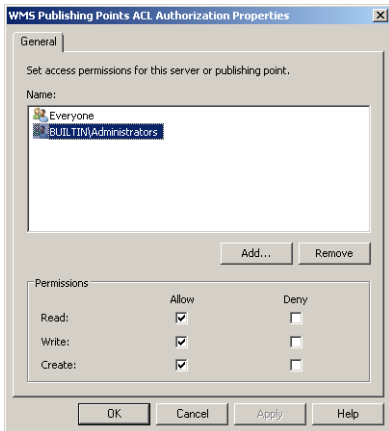 WMS Publishing Points ACL Authorization Properties
General
Set access permissions for this server or publishing point.
Name:
Everyone
BUILTIN\Administrators
Add... Remove
Permissions
Allow Deny
Read:
Write:
Create:
OK Cancel Apply Help